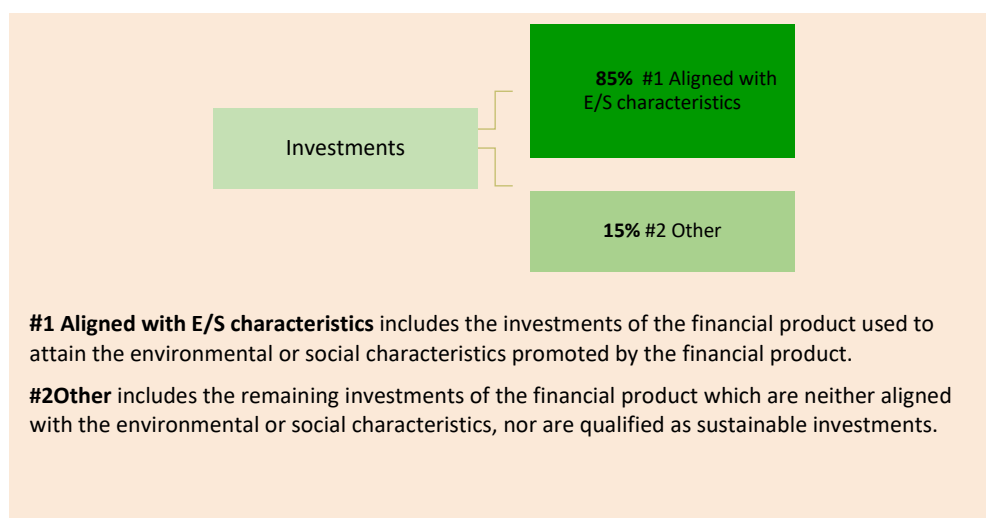 85% #1 Aligned with
E/S characteristics
Investments
15% #2 Other
#1 Aligned with E/S characteristics includes the investments of the financial product used to
attain the environmental or social characteristics promoted by the financial product.
#2Other includes the remaining investments of the financial product which are neither aligned
with the environmental or social characteristics, nor are qualified as sustainable investments.